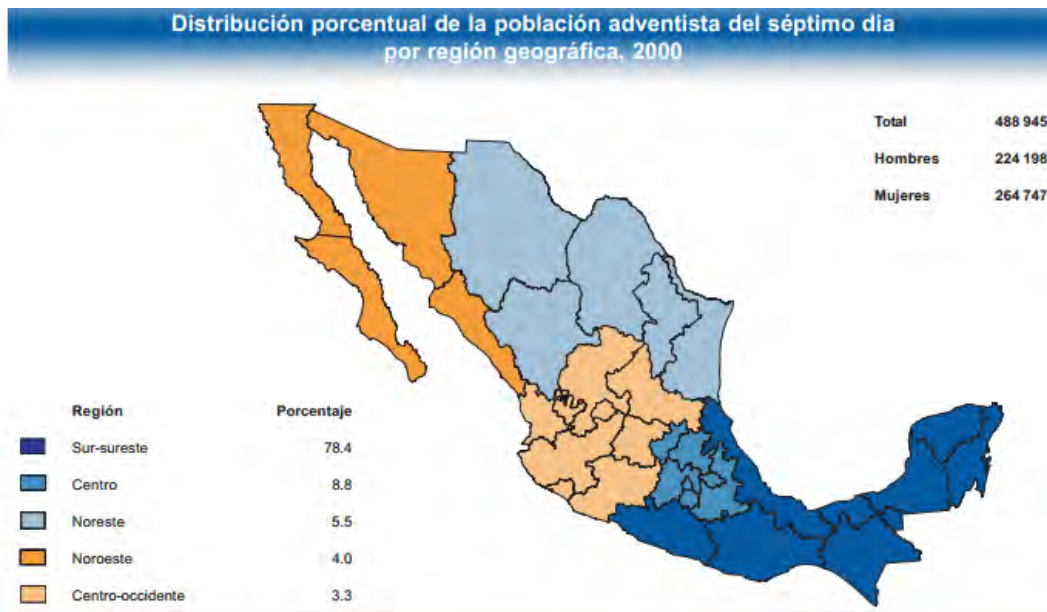 Distribución porcentual de la población adventista del séptimo día
por región geográfica, 2000
Total 488 945
Hombres 224 198
Mujeres 264 747
Región Porcentaje
Sur-sureste 78.4
Centro 8.8
Noreste 5.5
Noroeste 4.0
Centro-occidente 3.3